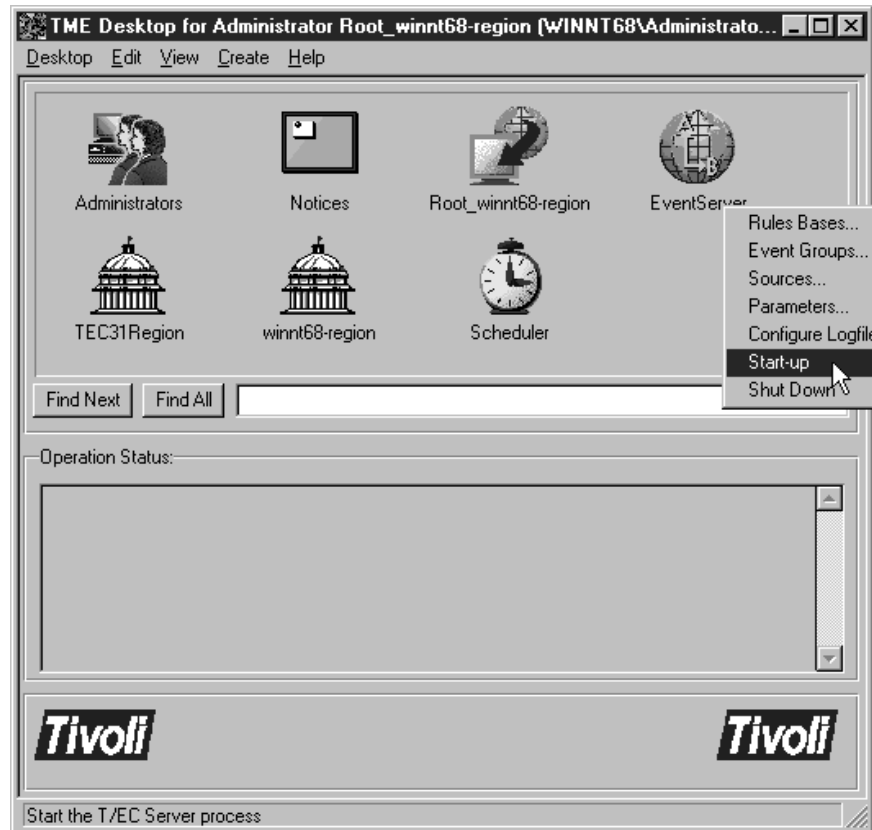 TME Desktop for Administrator Root_winnt68-region (WINNT68\Administrato...
Desktop Edit View Create Help
Administrators Notices Root_winnt68-region EventServer
Rules Bases...
Event Groups...
Sources...
Parameters...
Configure Logfile
Start-up
Shut Down
TEC31Region winnt68-region Scheduler
Find Next Find All
Operation Status:
Tivoli Tivoli
Start the T/EC Server process